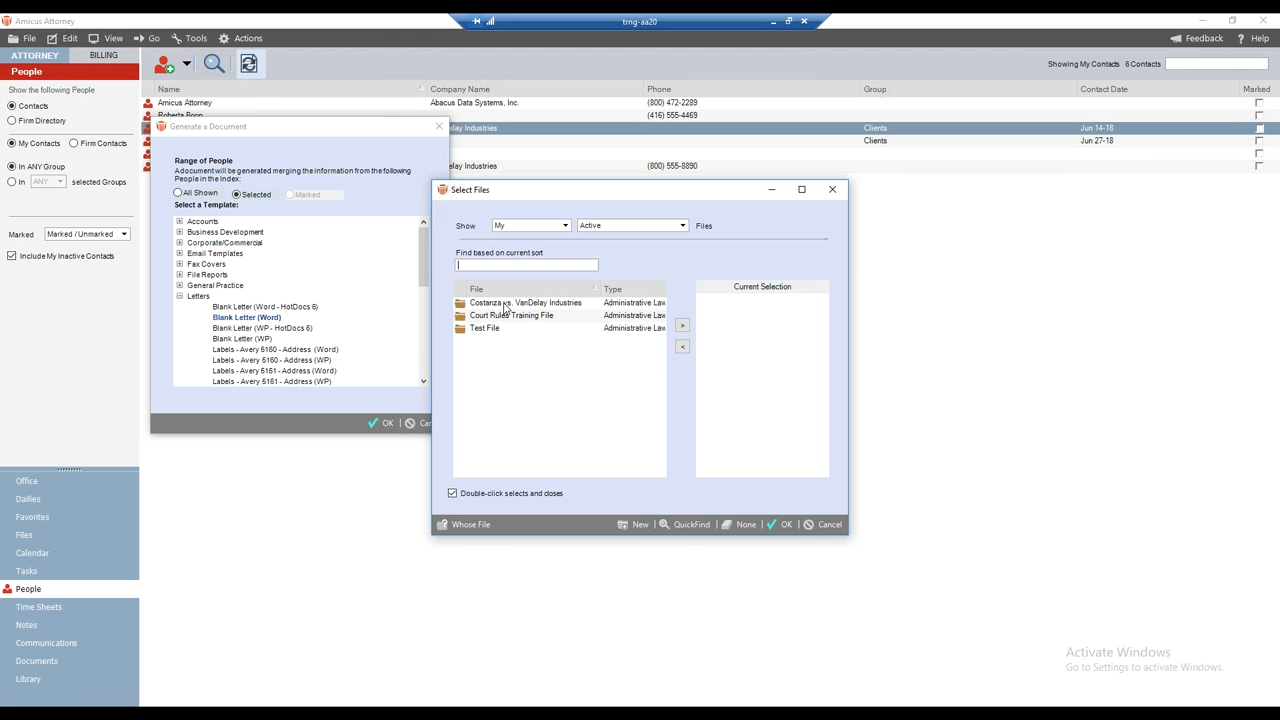 Amicus Attorney
trng-aa20
File Edit View Go Tools Actions Feedback ? Help
ATTORNEY BILLING
People
Showing My Contacts 6 Contacts
Show the following People
Contacts
Firm Directory
My Contacts Firm Contacts
In ANY Group
In ANY selected Groups
Marked Marked / Unmarked
Include My Inactive Contacts
Name Company Name Phone Group Contact Date Marked
Amicus Attorney Abacus Data Systems, Inc. (800) 472-2289
(416) 555-4469
elay Industries Clients Jun 14-18
Clients Jun 27-18
elay Industries (800) 555-8890
Generate a Document
Range of People
A document will be generated merging the information from the following
People in the Index:
All Shown Selected Marked
Select a Template:
Accounts
Business Development
Corporate/Commercial
Email Templates
Fax Covers
File Reports
General Practice
Letters
Blank Letter (Word - HotDocs 6)
Blank Letter (Word)
Blank Letter (WP - HotDocs 6)
Blank Letter (WP)
Labels - Avery 5160 - Address (Word)
Labels - Avery 5160 - Address (WP)
Labels - Avery 5161 - Address (Word)
Labels - Avery 5161 - Address (WP)
OK Can
Select Files
Show My Active Files
Find based on current sort
File Type
Costanza vs. VanDelay Industries Administrative Law
Court Rules Training File Administrative Law
Test File Administrative Law
>
<
Current Selection
Double-click selects and closes
Whose File New QuickFind None OK Cancel
Office
Dailies
Favorites
Files
Calendar
Tasks
People
Time Sheets
Notes
Communications
Documents
Library
Activate Windows
Go to Settings to activate Windows.